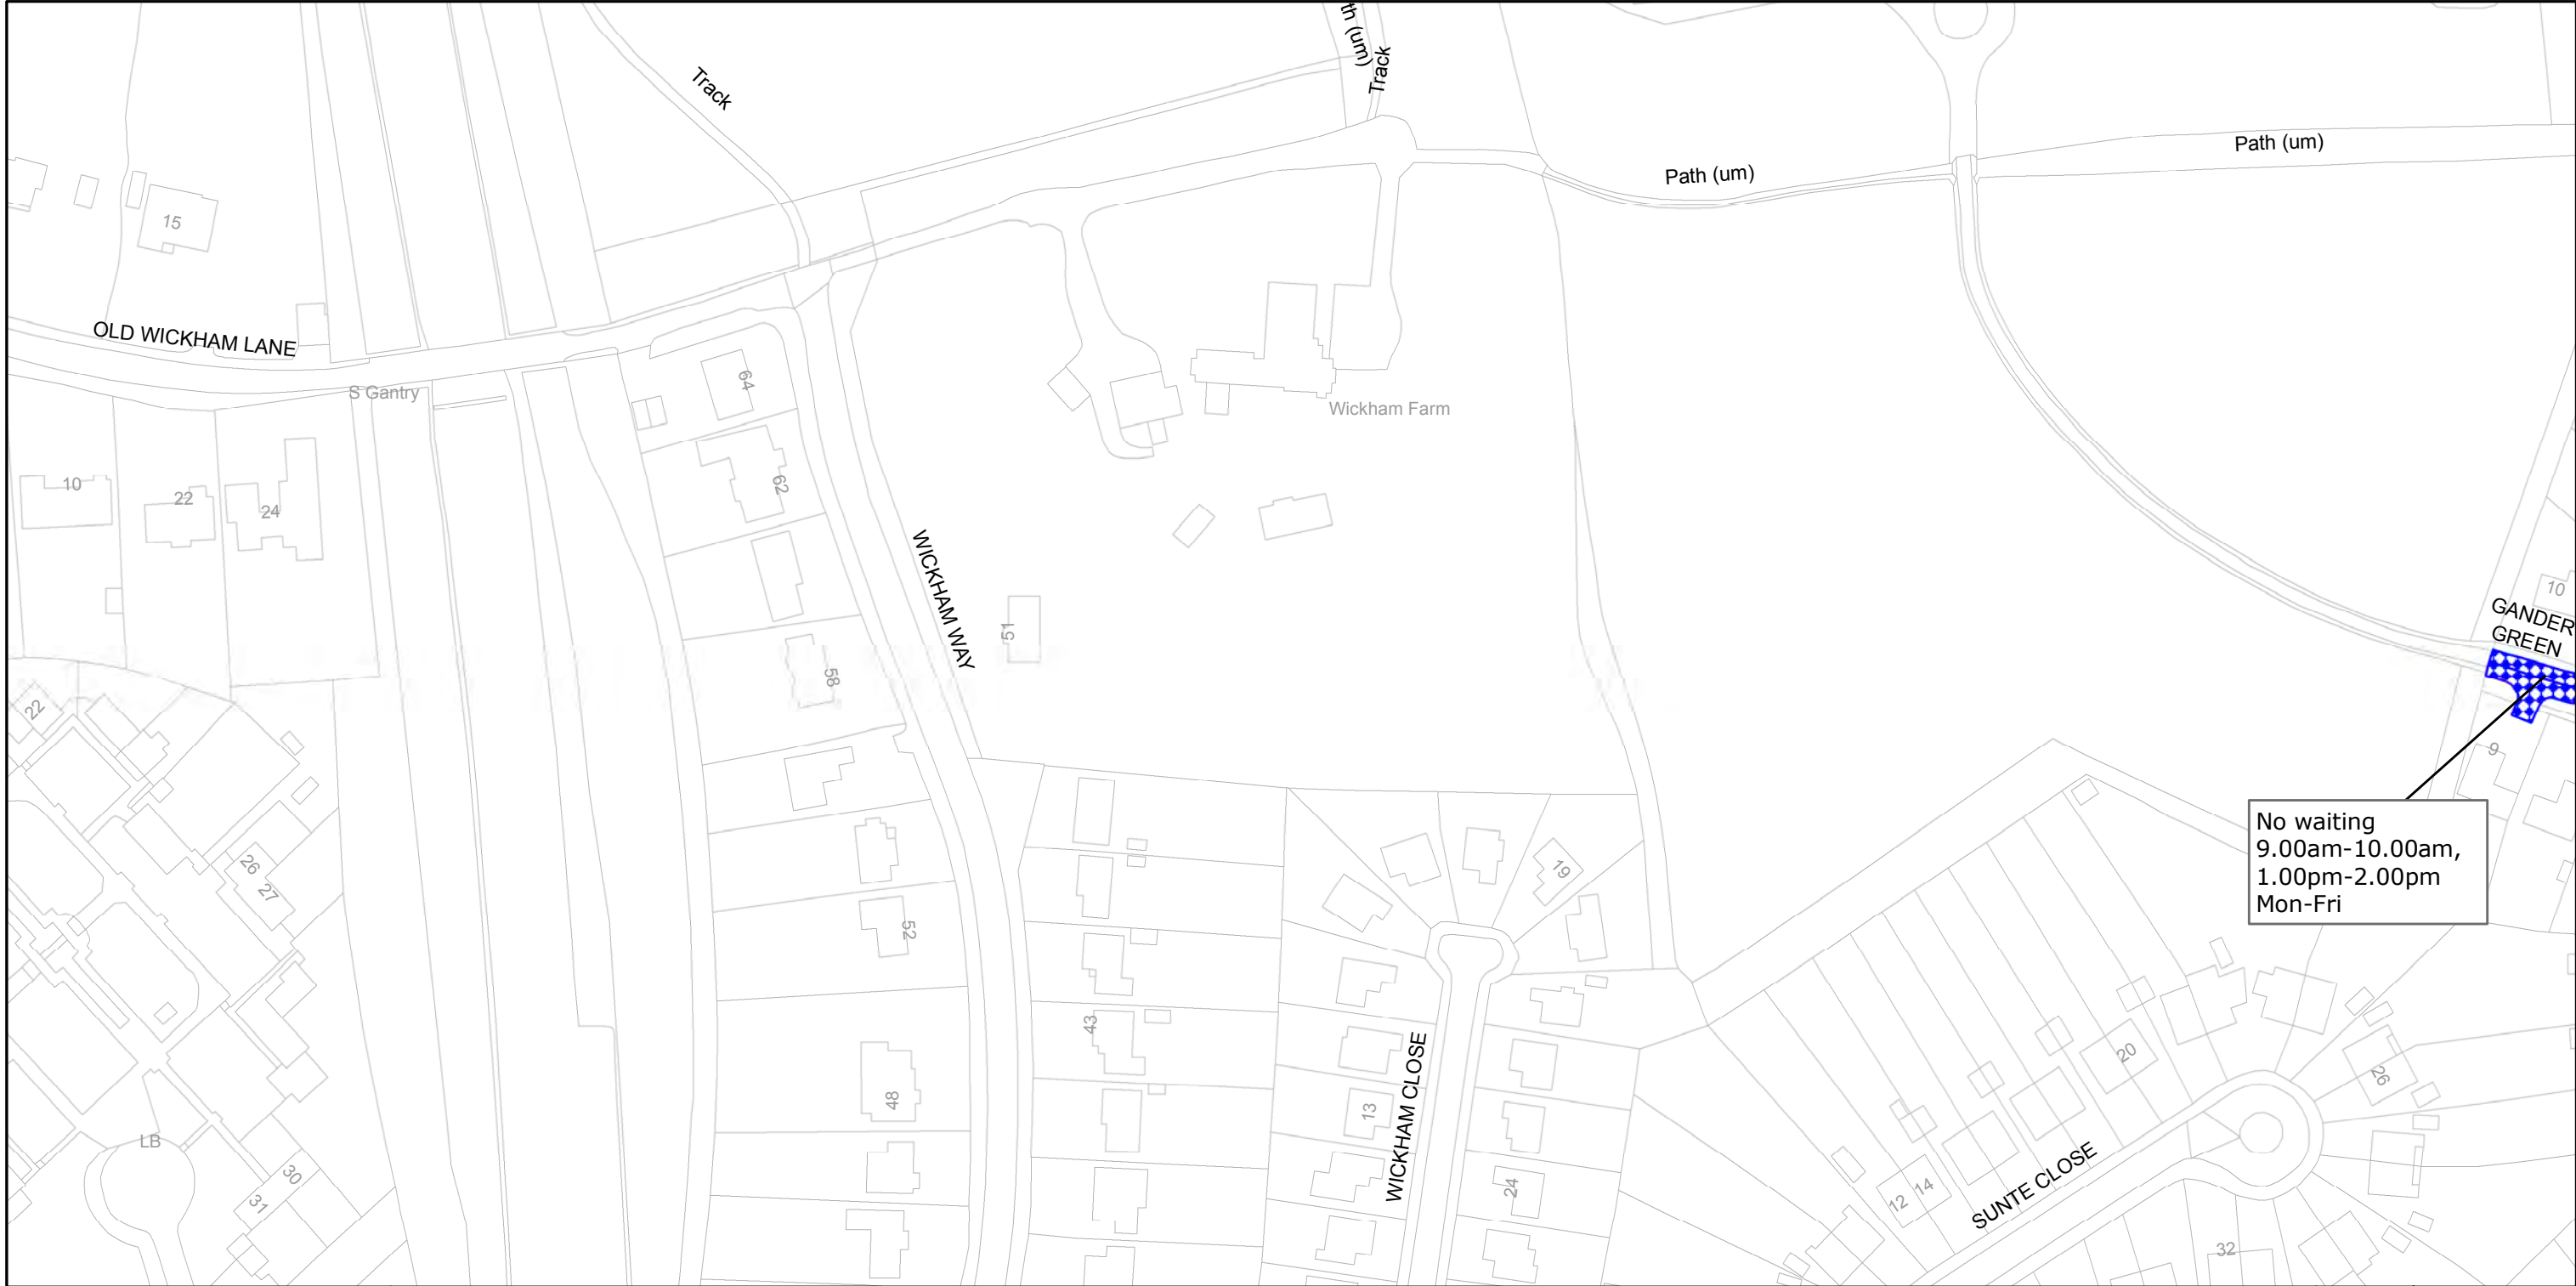 th (um)
Track
Track
Path (um)
Path (um)
15
OLD WICKHAM LANE
S Gantry
64
Wickham Farm
10
22
24
62
WICKHAM WAY
51
58
10
GANDER
GREEN
22
9
No waiting
9.00am-10.00am,
1.00pm-2.00pm
Mon-Fri
26
27
19
52
43
WICKHAM CLOSE
48
13
20
26
LB
30
31
24
12
14
SUNTE CLOSE
32